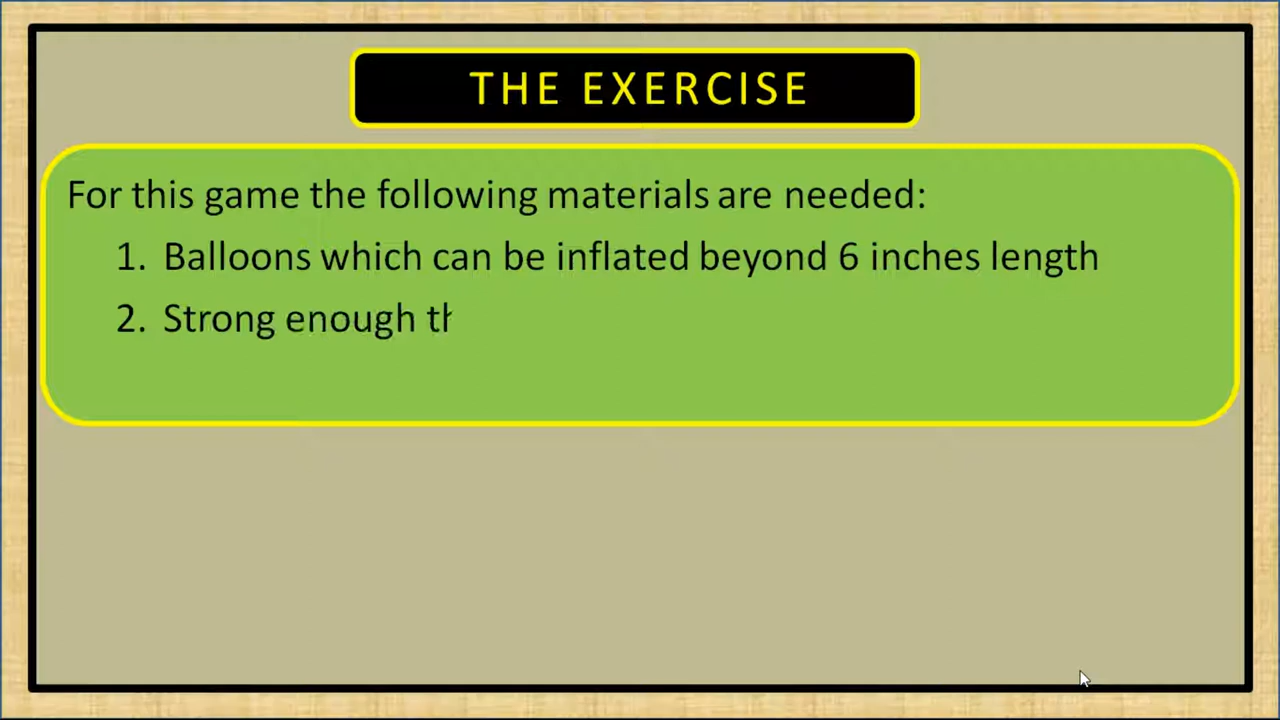 THE EXERCISE
For this game the following materials are needed:
1. Balloons which can be inflated beyond 6 inches length
2. Strong enough